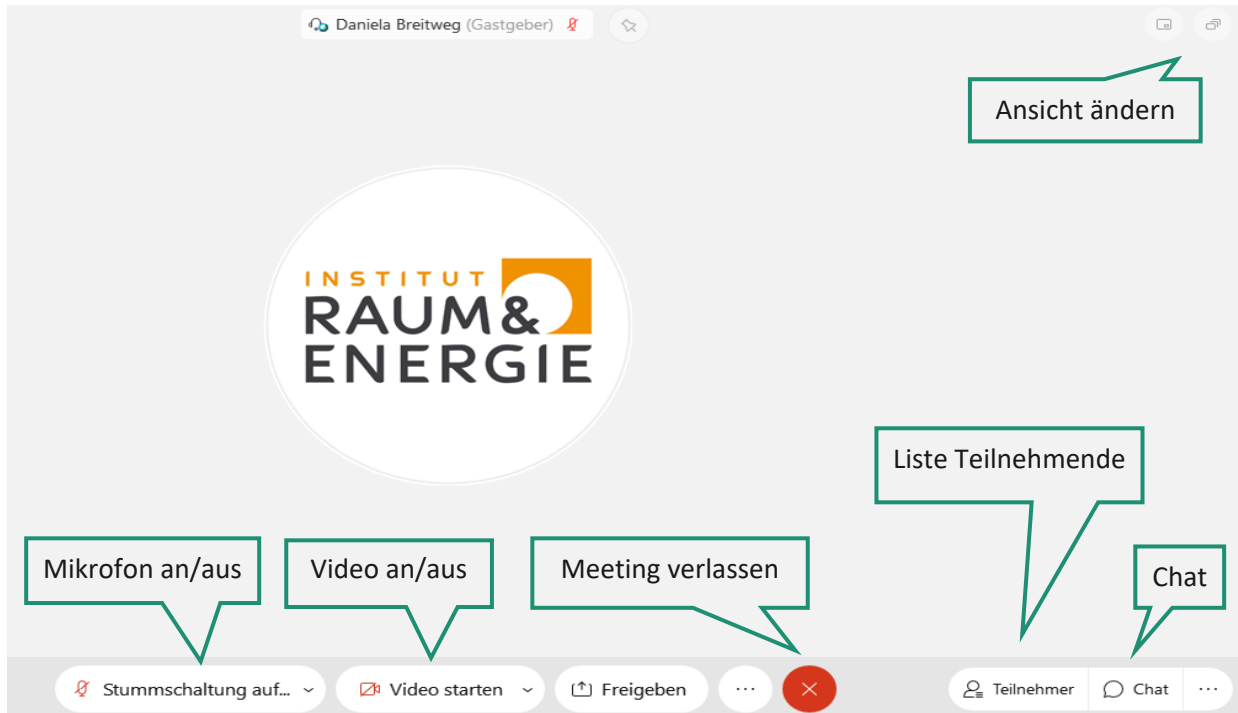 Daniela Breitweg (Gastgeber)
Ansicht ändern
INSTITUT
RAUM&
ENERGIE
Liste Teilnehmende
Mikrofon an/aus
Video an/aus
Meeting verlassen
Chat
Stummschaltung auf...
Video starten
Freigeben
...
Teilnehmer
Chat
...